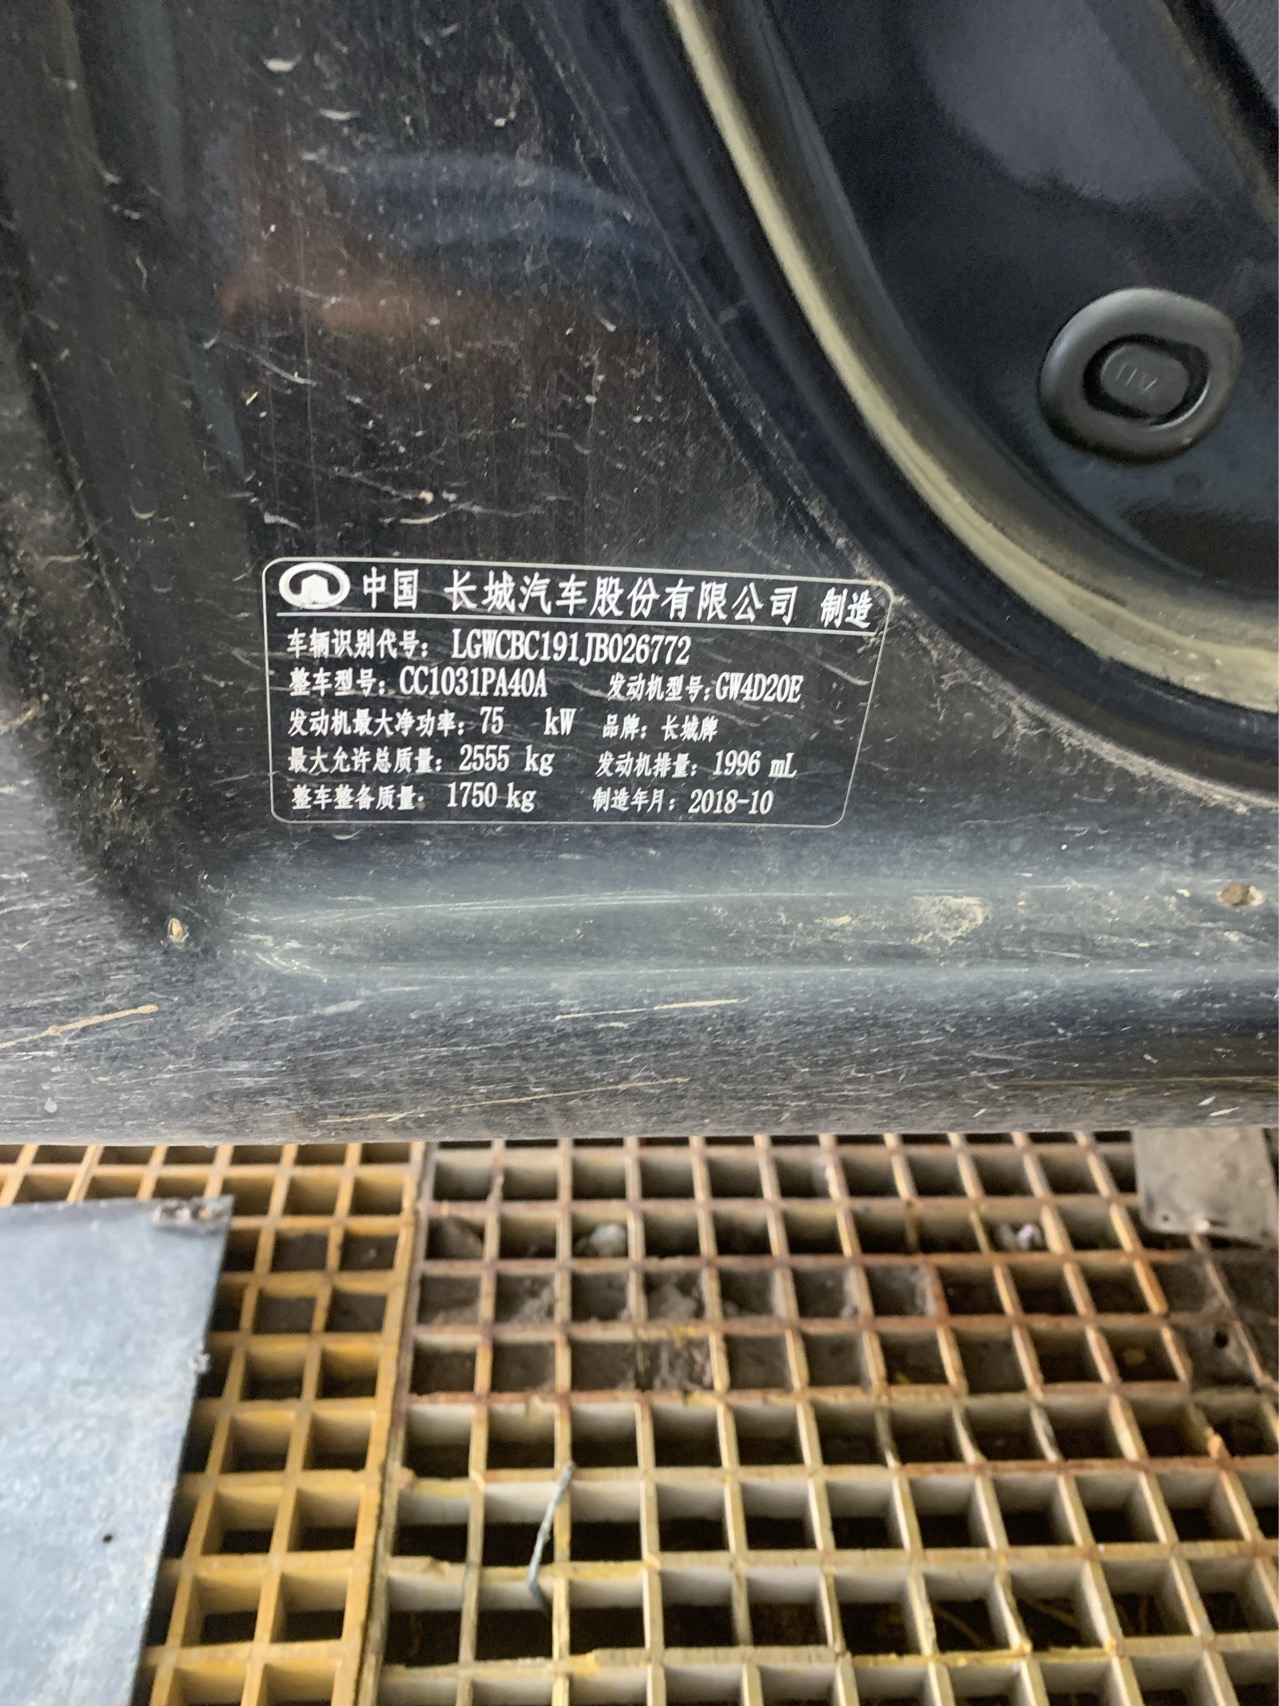 中国 长城汽车股份有限公司 制造
车辆识别代号: LGWCBC191JB026772
整车型号: CC1031PA40A 发动机型号: GW4D20E
发动机最大净功率: 75 kW 品牌: 长城牌
最大允许总质量: 2555 kg 发动机排量: 1996 mL
整车整备质量: 1750 kg 制造年月: 2018-10